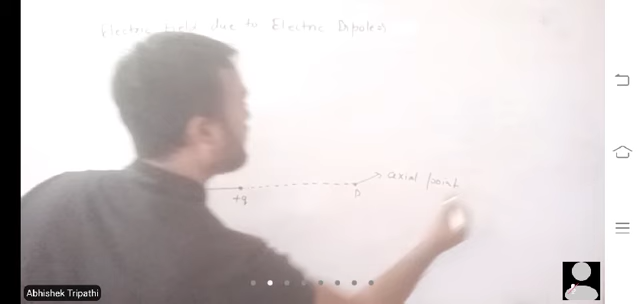 Electric Field due to Electric Dipoles
axial point
+q
P
Abhishek Tripathi